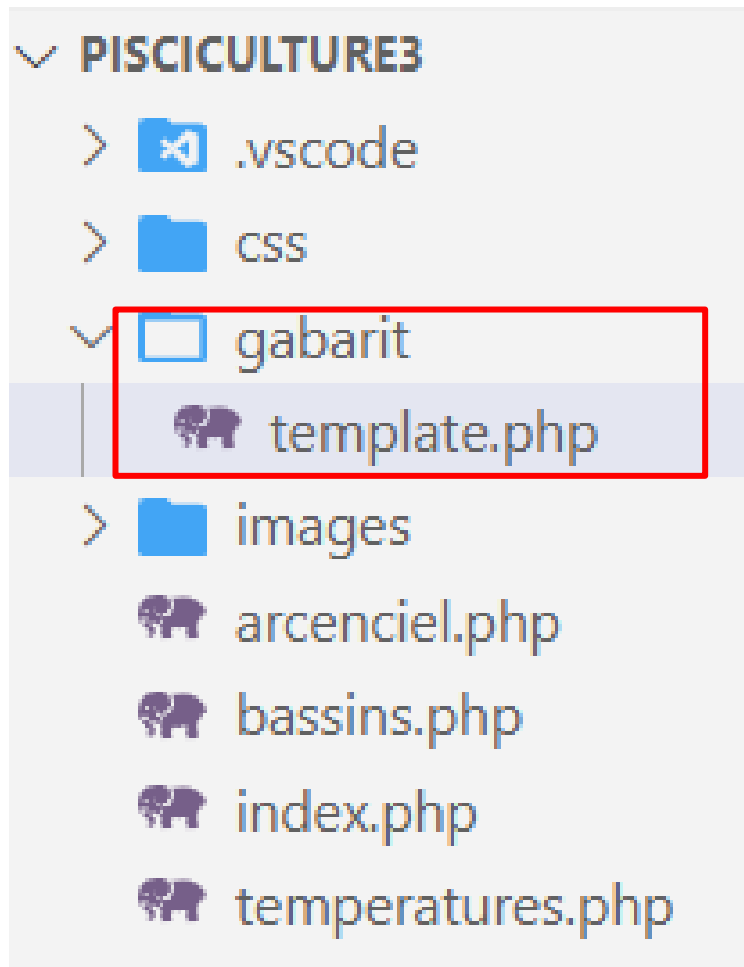 PISCICULTURE3
.vscode
css
gabarit
template.php
images
arcenciel.php
bassins.php
index.php
temperatures.php